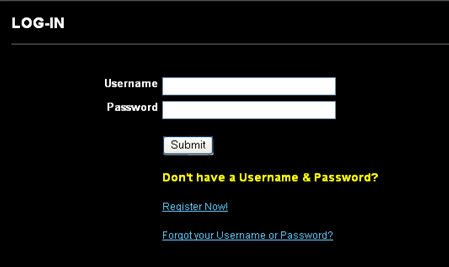 LOG-IN
Username
Password
Submit
Don't have a Username & Password?
Register Now!
Forgot your Username or Password?